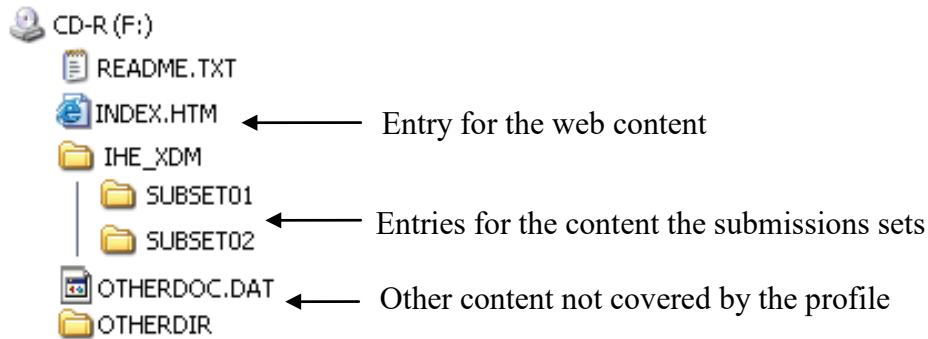 CD-R (F:)
README.TXT
INDEX.HTM
Entry for the web content
IHE_XDM
SUBSET01
Entries for the content the submissions sets
SUBSET02
OTHERDOC.DAT
Other content not covered by the profile
OTHERDIR